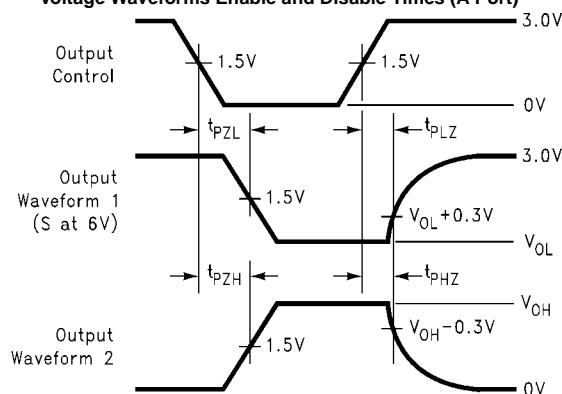 Voltage Waveforms Enable and Disable Times (A Port)
3.0V
Output
Control
1.5V
1.5V
0V
tPZL
tPLZ
3.0V
Output
Waveform 1
(S at 6V)
1.5V
VOL+0.3V
VOL
tPZH
tPHZ
VOH
Output
Waveform 2
1.5V
VOH−0.3V
0V